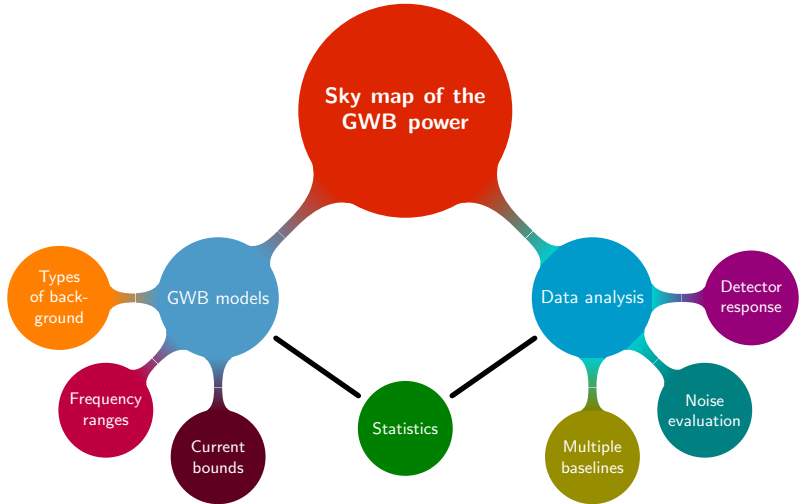 Sky map of the
GWB power
GWB models
Data analysis
Types
of back-
ground
Detector
response
Frequency
ranges
Noise
evaluation
Statistics
Current
bounds
Multiple
baselines